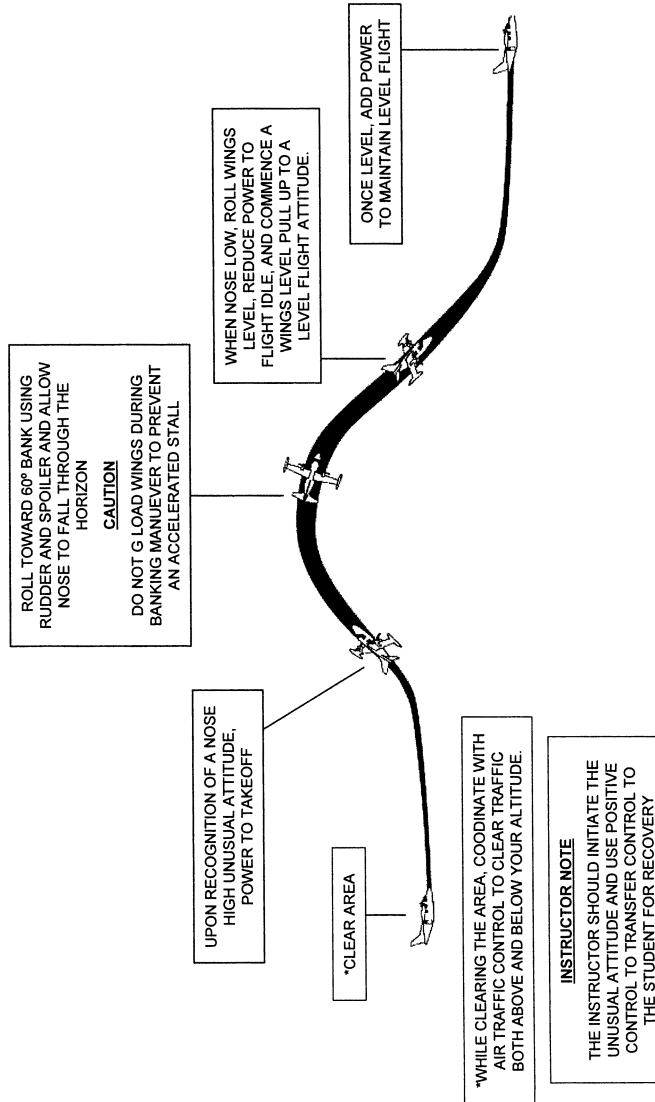 *CLEAR AREA
UPON RECOGNITION OF A NOSE
HIGH UNUSUAL ATTITUDE,
POWER TO TAKEOFF
ROLL TOWARD 60º BANK USING
RUDDER AND SPOILER AND ALLOW
NOSE TO FALL THROUGH THE
HORIZON
CAUTION
DO NOT G LOAD WINGS DURING
BANKING MANUEVER TO PREVENT
AN ACCELERATED STALL
WHEN NOSE LOW, ROLL WINGS
LEVEL, REDUCE POWER TO
FLIGHT IDLE, AND COMMENCE A
WINGS LEVEL PULL UP TO A
LEVEL FLIGHT ATTITUDE.
ONCE LEVEL, ADD POWER
TO MAINTAIN LEVEL FLIGHT
*WHILE CLEARING THE AREA, COODINATE WITH
AIR TRAFFIC CONTROL TO CLEAR TRAFFIC
BOTH ABOVE AND BELOW YOUR ALTITUDE.
INSTRUCTOR NOTE
THE INSTRUCTOR SHOULD INITIATE THE
UNUSUAL ATTITUDE AND USE POSITIVE
CONTROL TO TRANSFER CONTROL TO
THE STUDENT FOR RECOVERY